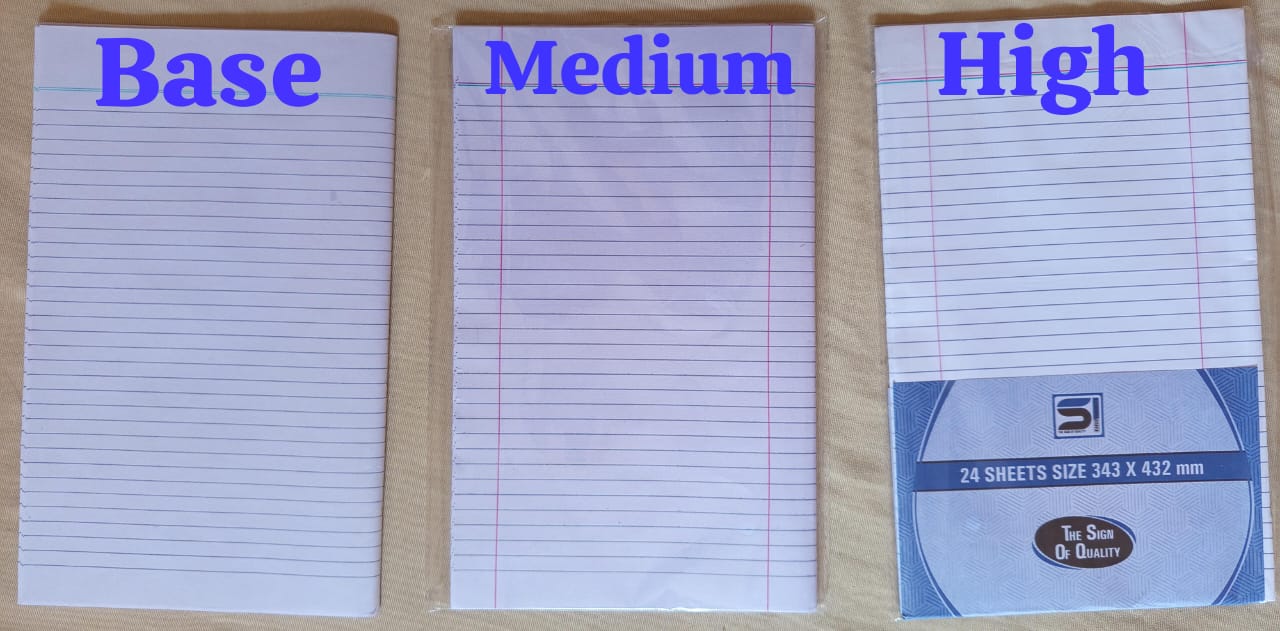 Base
Medium
High
24 SHEETS SIZE 343 X 432 mm
THE SIGN
OF QUALITY